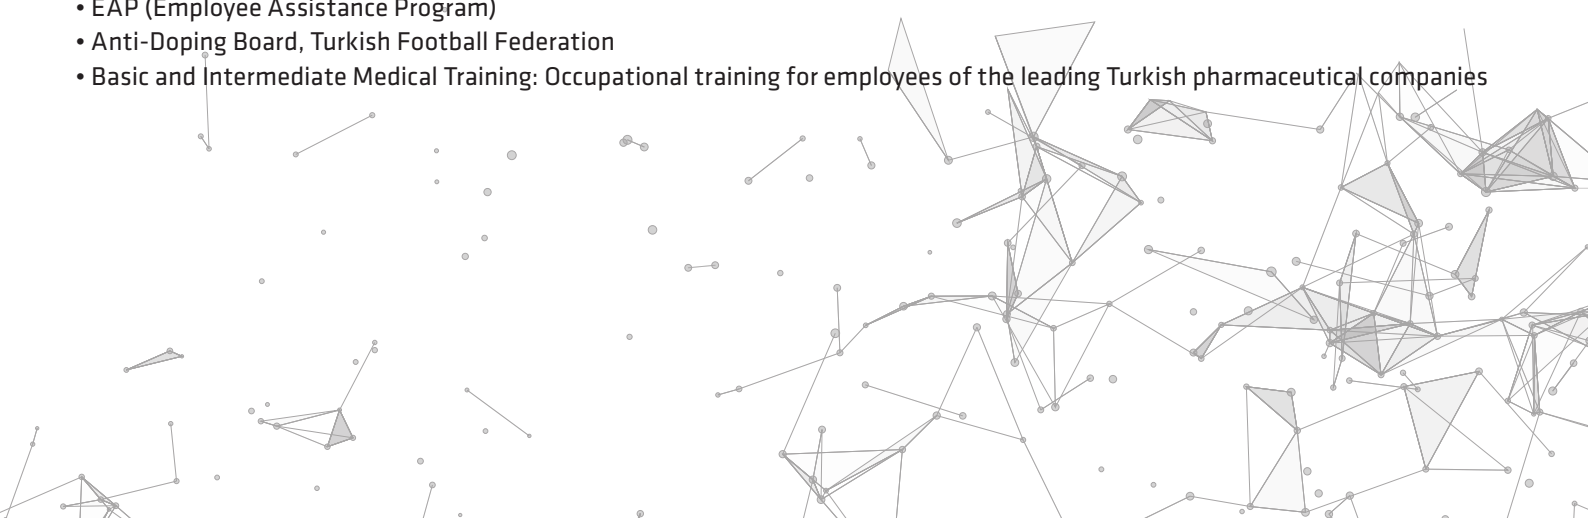 • EAP (Employee Assistance Program)
• Anti-Doping Board, Turkish Football Federation
• Basic and Intermediate Medical Training: Occupational training for employees of the leading Turkish pharmaceutical companies